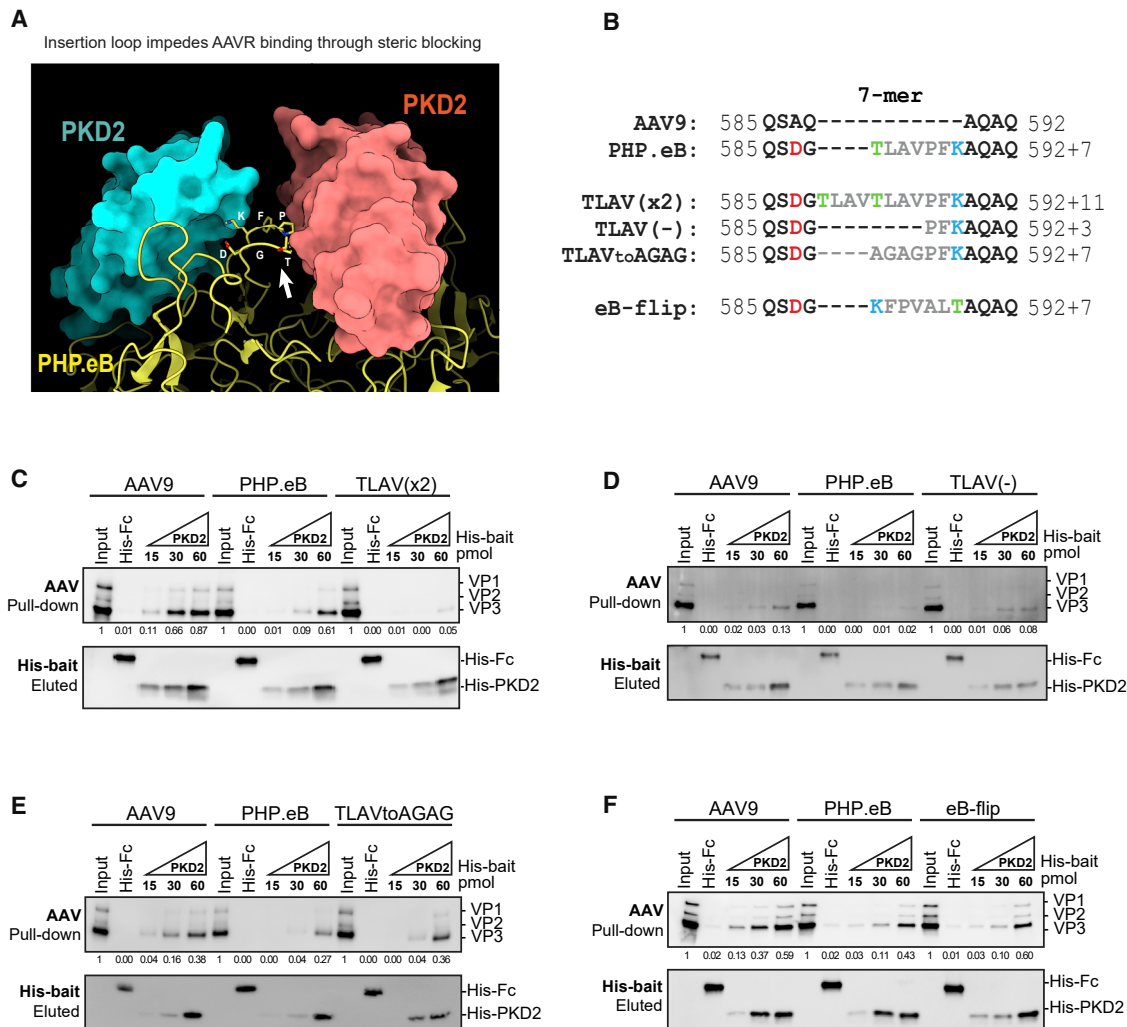 A
Insertion loop impedes AAVR binding through steric blocking
PKD2
PKD2
K F P
D G T
PHP.eB
B
7-mer
AAV9: 585 QSAQ------------AQAQ 592
PHP.eB: 585 QSDG----TLAVPFKAQAQ 592+7
TLAV(x2): 585 QSDGTLAVTLAVPFKAQAQ 592+11
TLAV(-): 585 QSDG--------PFKAQAQ 592+3
TLAVtoAGAG: 585 QSDG----AGAGPFKAQAQ 592+7
eB-flip: 585 QSDG----KFPVALTAQAQ 592+7
C
AAV9 PHP.eB TLAV(x2)
Input His-Fc PKD2 Input His-Fc PKD2 Input His-Fc PKD2 His-bait
15 30 60 15 30 60 15 30 60 pmol
AAV
Pull-down
-VP1
-VP2
-VP3
1 0.01 0.11 0.66 0.87 1 0.00 0.01 0.09 0.61 1 0.00 0.01 0.00 0.05
His-bait
Eluted
-His-Fc
-His-PKD2
D
AAV9 PHP.eB TLAV(-)
Input His-Fc PKD2 Input His-Fc PKD2 Input His-Fc PKD2 His-bait
15 30 60 15 30 60 15 30 60 pmol
AAV
Pull-down
-VP1
-VP2
-VP3
1 0.00 0.02 0.03 0.13 1 0.00 0.00 0.01 0.02 1 0.00 0.01 0.06 0.08
His-bait
Eluted
-His-Fc
-His-PKD2
E
AAV9 PHP.eB TLAVtoAGAG
Input His-Fc PKD2 Input His-Fc PKD2 Input His-Fc PKD2 His-bait
15 30 60 15 30 60 15 30 60 pmol
AAV
Pull-down
-VP1
-VP2
-VP3
1 0.00 0.04 0.16 0.38 1 0.00 0.00 0.04 0.27 1 0.00 0.00 0.04 0.36
His-bait
Eluted
-His-Fc
-His-PKD2
F
AAV9 PHP.eB eB-flip
Input His-Fc PKD2 Input His-Fc PKD2 Input His-Fc PKD2 His-bait
15 30 60 15 30 60 15 30 60 pmol
AAV
Pull-down
-VP1
-VP2
-VP3
1 0.02 0.13 0.37 0.59 1 0.02 0.03 0.11 0.43 1 0.01 0.03 0.10 0.60
His-bait
Eluted
-His-Fc
-His-PKD2